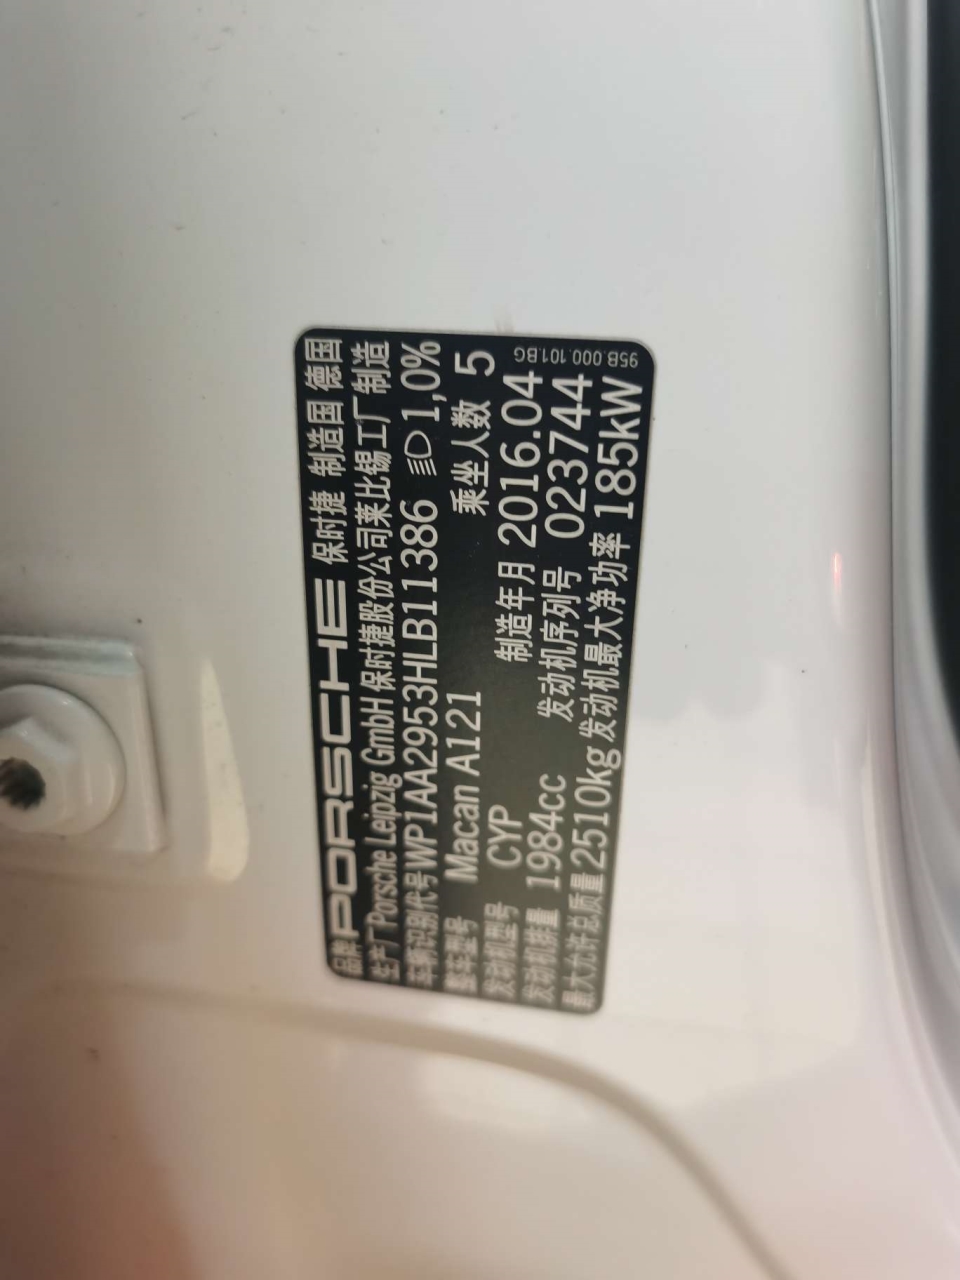 品牌 PORSCHE 保时捷 制造国 德国
生产厂 Porsche Leipzig GmbH 保时捷股份公司莱比锡工厂 制造
车辆识别代号 WP1AA2953HLB11386 1,0%
整车型号 Macan A121 乘坐人数 5
发动机型号 CYP 制造年月 2016.04
发动机排量 1984cc 发动机序列号 023744
最大允许总质量 2510kg 发动机最大净功率 185kW
95B.000.101.BG